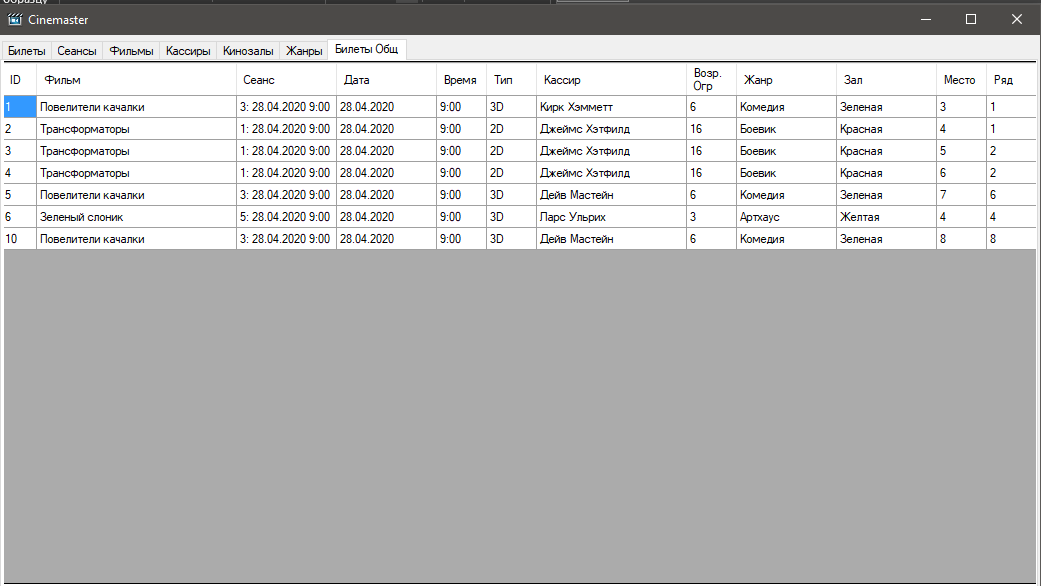 образцу
Cinemaster
Билеты Сеансы Фильмы Кассиры Кинозалы Жанры Билеты Общ
ID Фильм Сеанс Дата Время Тип Кассир Возр. Огр Жанр Зал Место Ряд
1 Повелители качалки 3: 28.04.2020 9:00 28.04.2020 9:00 3D Кирк Хэмметт 6 Комедия Зеленая 3 1
2 Трансформаторы 1: 28.04.2020 9:00 28.04.2020 9:00 2D Джеймс Хэтфилд 16 Боевик Красная 4 1
3 Трансформаторы 1: 28.04.2020 9:00 28.04.2020 9:00 2D Джеймс Хэтфилд 16 Боевик Красная 5 2
4 Трансформаторы 1: 28.04.2020 9:00 28.04.2020 9:00 2D Джеймс Хэтфилд 16 Боевик Красная 6 2
5 Повелители качалки 3: 28.04.2020 9:00 28.04.2020 9:00 3D Дейв Мастейн 6 Комедия Зеленая 7 6
6 Зеленый слоник 5: 28.04.2020 9:00 28.04.2020 9:00 3D Ларс Ульрих 3 Артхаус Желтая 4 4
10 Повелители качалки 3: 28.04.2020 9:00 28.04.2020 9:00 3D Дейв Мастейн 6 Комедия Зеленая 8 8